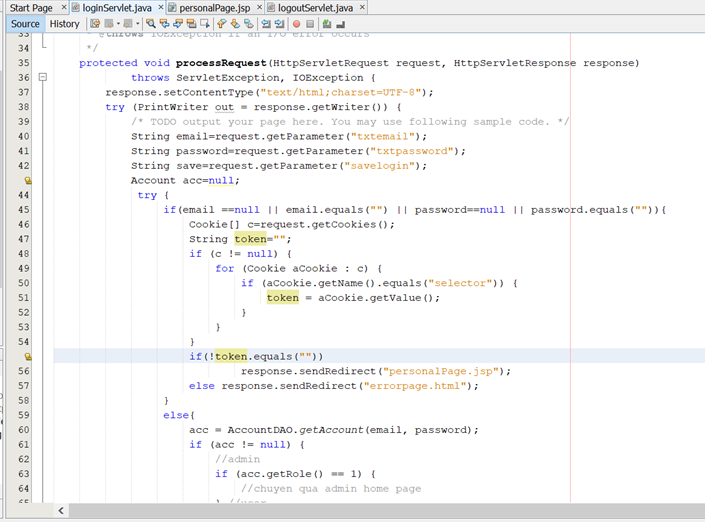 Start Page loginServlet.java personalPage.jsp logoutServlet.java
Source History
33 * @throws IOException if an I/O error occurs
34 */
35 protected void processRequest(HttpServletRequest request, HttpServletResponse response)
36 throws ServletException, IOException {
37 response.setContentType("text/html;charset=UTF-8");
38 try (PrintWriter out = response.getWriter()) {
39 /* TODO output your page here. You may use following sample code. */
40 String email=request.getParameter("txtemail");
41 String password=request.getParameter("txtpassword");
42 String save=request.getParameter("savelogin");
Account acc=null;
44 try {
45 if(email ==null || email.equals("") || password==null || password.equals("")){
46 Cookie[] c=request.getCookies();
47 String token="";
48 if (c != null) {
49 for (Cookie aCookie : c) {
50 if (aCookie.getName().equals("selector")) {
51 token = aCookie.getValue();
52 }
53 }
54 }
if(!token.equals(""))
56 response.sendRedirect("personalPage.jsp");
57 else response.sendRedirect("errorpage.html");
58 }
59 else{
60 acc = AccountDAO.getAccount(email, password);
61 if (acc != null) {
62 //admin
63 if (acc.getRole() == 1) {
64 //chuyen qua admin home page
65 } //user